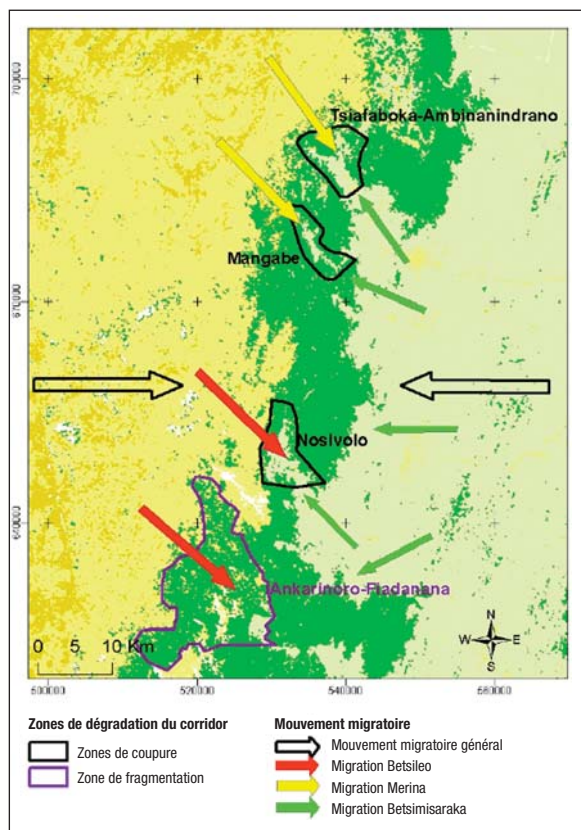 700000
Tsiafaboka-Ambinanindrano
Mangabe
670000
Nosivolo
640000
Ankarinoro-Fiadanana
0 5 10 Km
N
W E
S
500000 520000 540000 560000
Zones de dégradation du corridor
Zones de coupure
Zone de fragmentation
Mouvement migratoire
Mouvement migratoire général
Migration Betsileo
Migration Merina
Migration Betsimisaraka